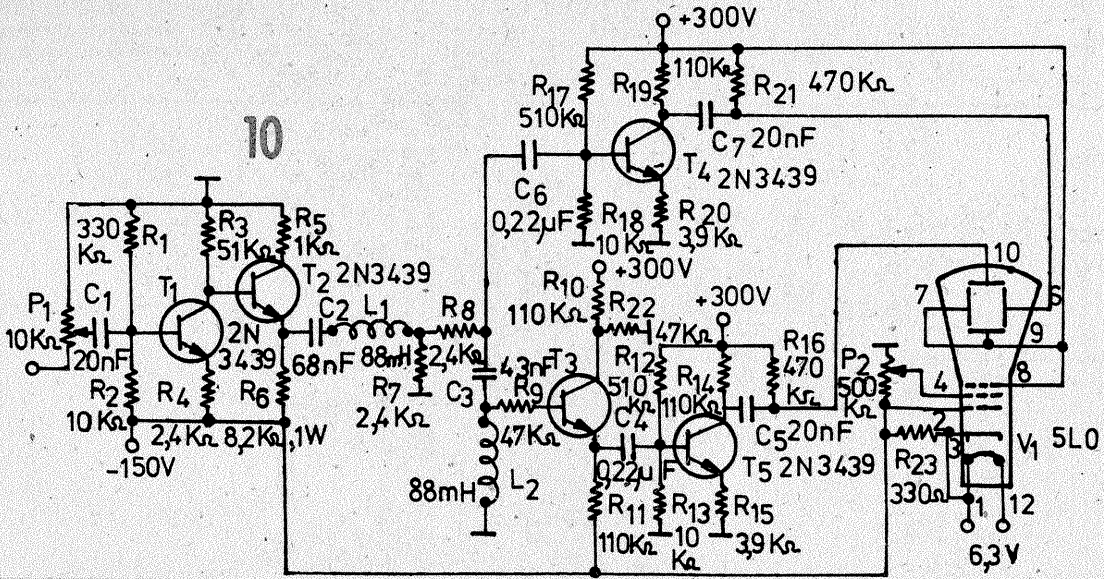 10
+300V
R17
510KΩ
110KΩ
R19
R21 470KΩ
C7 20nF
T4 2N3439
C6
0,22µF
R18
10KΩ
R20
3,9KΩ
330
KΩ
R1
R3
51KΩ
R5
1KΩ
T2 2N3439
P1
10KΩ
C1
20nF
T1
2N
3439
R2
10KΩ
-150V
R4
2,4KΩ
R6
8,2KΩ,1W
C2
68nF
L1
88mH
R7
2,4KΩ
R8
2,4KΩ
43nF
C3
R9
47KΩ
88mH
L2
T3
+300V
R10
110KΩ
R22
47KΩ
R12
510
KΩ
C4
0,22µF
R11
110KΩ
R13
10
KΩ
+300V
R14
110KΩ
R16
470
KΩ
C5 20nF
T5 2N3439
R15
3,9KΩ
P2
500
KΩ
R23
330Ω
10
7
6
9
4
8
2
3
V1
5L0
1
12
6,3V